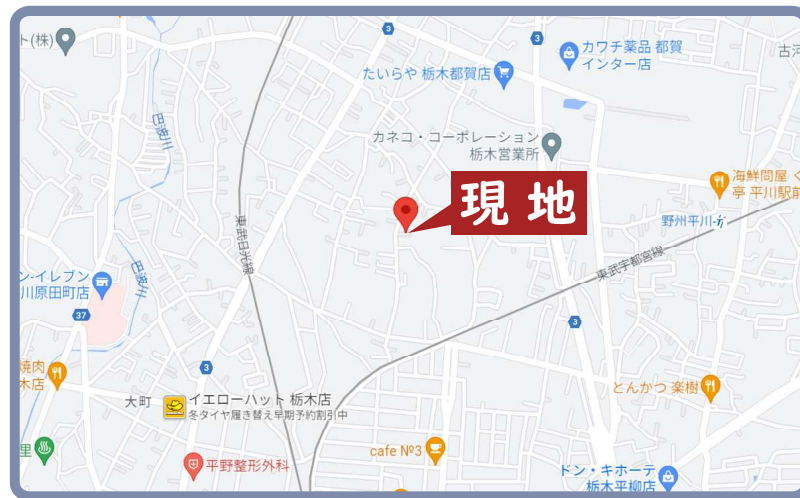 ト(株)
3
3
カワチ薬品 都賀
インター店
古河
たいらや 栃木都賀店
巴波川
カネコ・コーポレーション
栃木営業所
海鮮問屋 く
亭 平川駅前
現 地
野州平川
東武日光線
東武宇都宮線
巴波川
ン-イレブン
川原田町店
37
3
3
焼肉
木店
とんかつ 楽樹
大町
イエローハット 栃木店
冬タイヤ履き替え早期予約割引中
里
cafe №3
平野整形外科
ドン・キホーテ
栃木平柳店